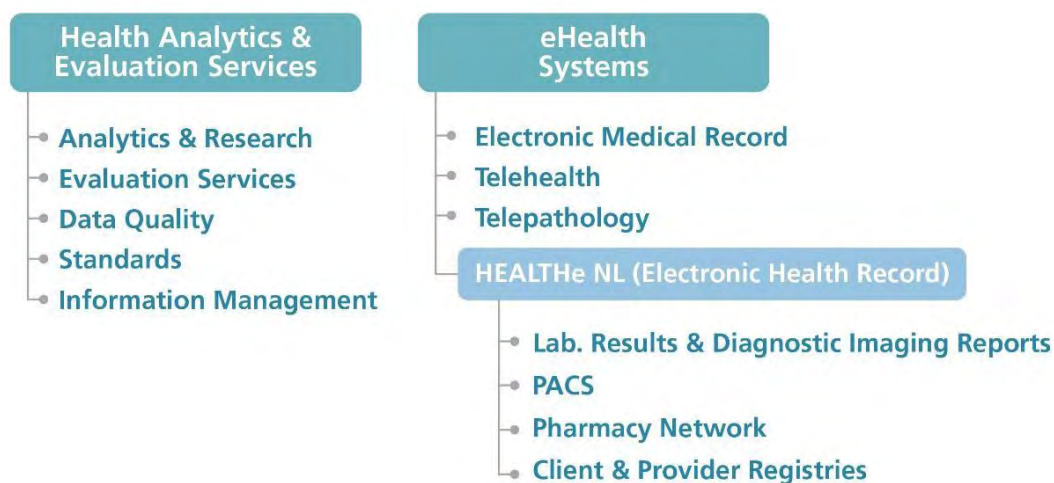 Health Analytics &
Evaluation Services
Analytics & Research
Evaluation Services
Data Quality
Standards
Information Management
eHealth
Systems
Electronic Medical Record
Telehealth
Telepathology
HEALTHe NL (Electronic Health Record)
Lab. Results & Diagnostic Imaging Reports
PACS
Pharmacy Network
Client & Provider Registries